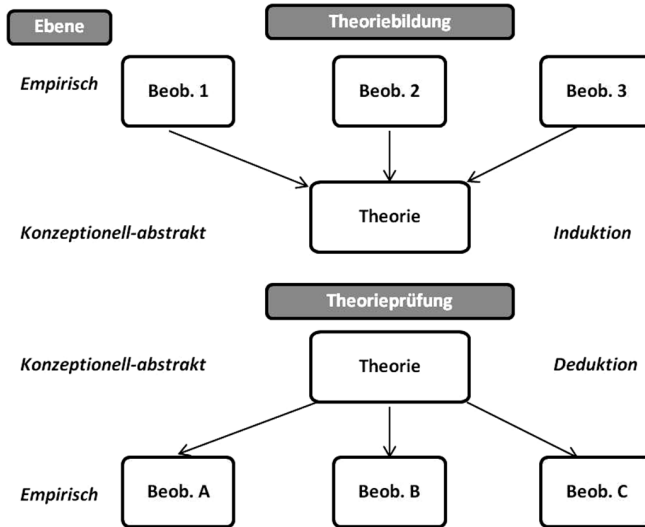 Ebene
Theoriebildung
Empirisch
Beob. 1
Beob. 2
Beob. 3
Theorie
Konzeptionell-abstrakt
Induktion
Theorieprüfung
Konzeptionell-abstrakt
Theorie
Deduktion
Empirisch
Beob. A
Beob. B
Beob. C